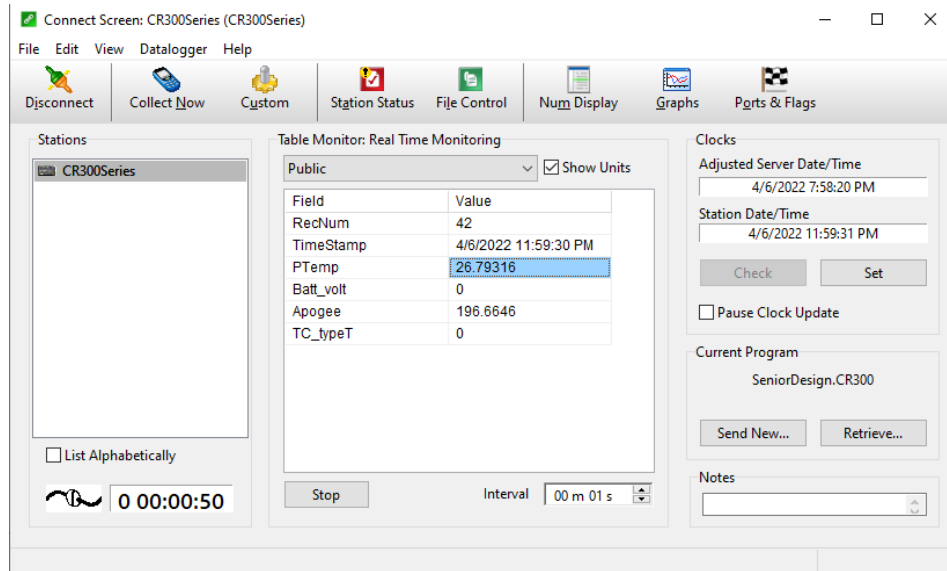 Connect Screen: CR300Series (CR300Series)
File Edit View Datalogger Help
Disconnect Collect Now Custom Station Status File Control Num Display Graphs Ports & Flags
Stations
CR300Series
List Alphabetically
0 00:00:50
Table Monitor: Real Time Monitoring
Public Show Units
Field Value
RecNum 42
TimeStamp 4/6/2022 11:59:30 PM
PTemp 26.79316
Batt_volt 0
Apogee 196.6646
TC_typeT 0
Stop Interval 00 m 01 s
Clocks
Adjusted Server Date/Time
4/6/2022 7:58:20 PM
Station Date/Time
4/6/2022 11:59:31 PM
Check Set
Pause Clock Update
Current Program
SeniorDesign.CR300
Send New... Retrieve...
Notes